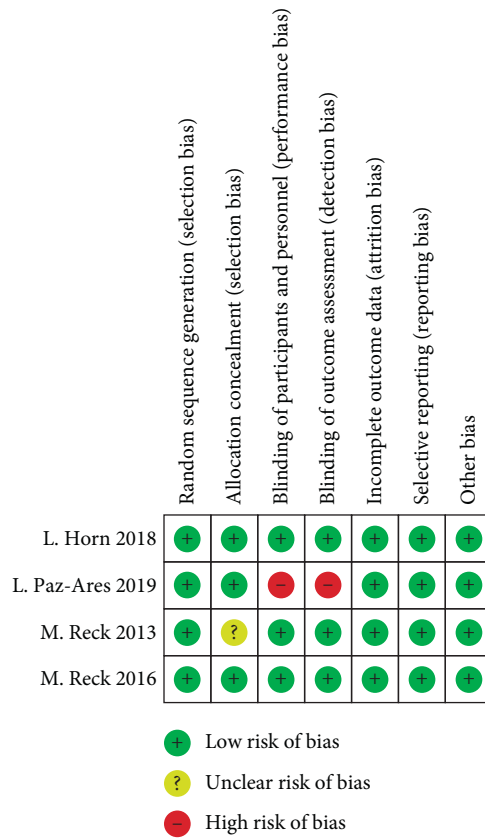 Random sequence generation (selection bias)
Allocation concealment (selection bias)
Blinding of participants and personnel (performance bias)
Blinding of outcome assessment (detection bias)
Incomplete outcome data (attrition bias)
Selective reporting (reporting bias)
Other bias
L. Horn 2018 + + + + + + +
L. Paz-Ares 2019 + + – – + + +
M. Reck 2013 + ? + + + + +
M. Reck 2016 + + + + + + +
+ Low risk of bias
? Unclear risk of bias
– High risk of bias